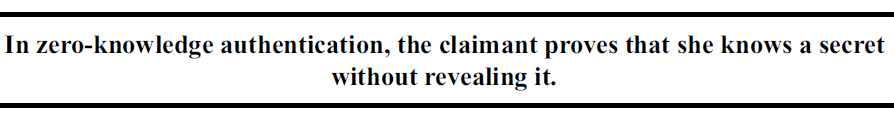 In zero-knowledge authentication, the claimant proves that she knows a secret
without revealing it.